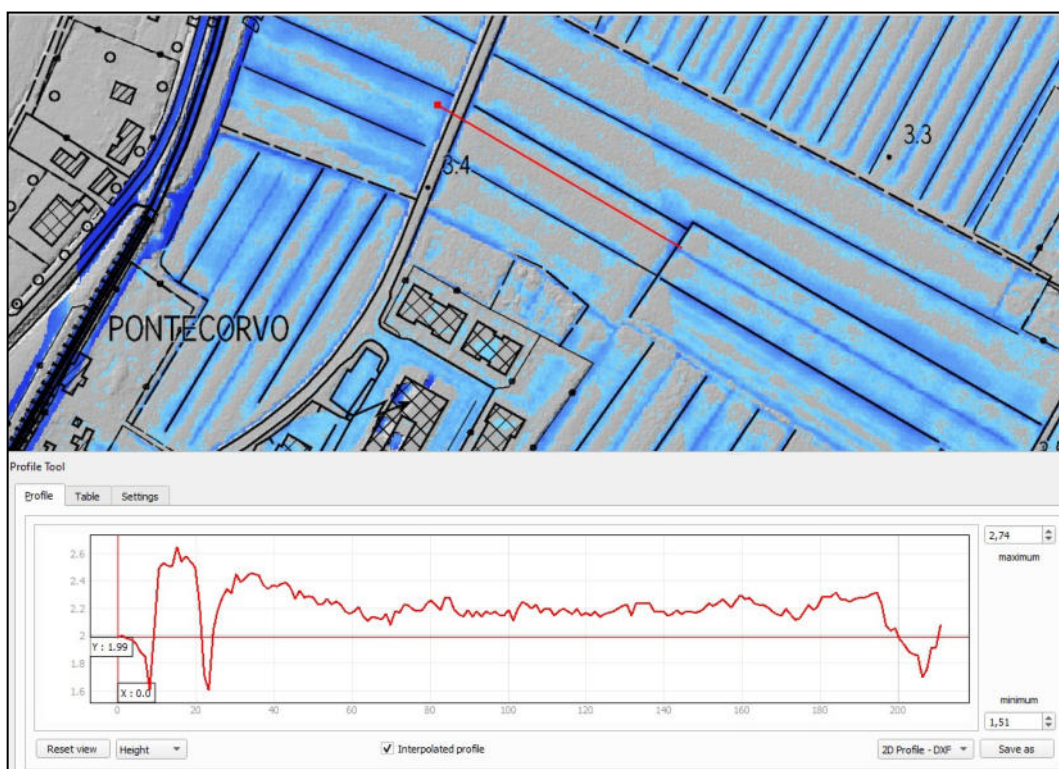 3.3
3.4
PONTECORVO
Profile Tool
Profile Table Settings
2,74
maximum
2.6
2.4
2.2
2
1.8
1.6
Y : 1.99
X : 0.0
0 20 40 60 80 100 120 140 160 180 200
minimum
1,51
Reset view Height Interpolated profile 2D Profile - DXF Save as